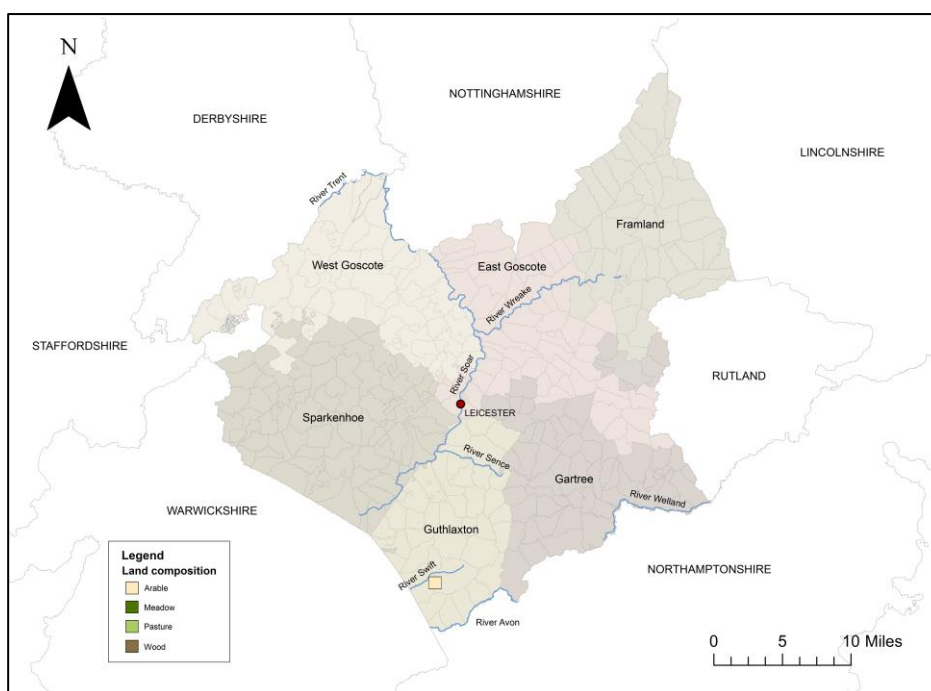 N
NOTTINGHAMSHIRE
DERBYSHIRE
LINCOLNSHIRE
River Trent
Framland
West Goscote
East Goscote
River Wreake
STAFFORDSHIRE
RUTLAND
River Soar
LEICESTER
Sparkenhoe
River Sence
Gartree
River Welland
WARWICKSHIRE
Guthlaxton
Legend
Land composition
Arable
Meadow
Pasture
Wood
River Swift
NORTHAMPTONSHIRE
River Avon
0 5 10 Miles